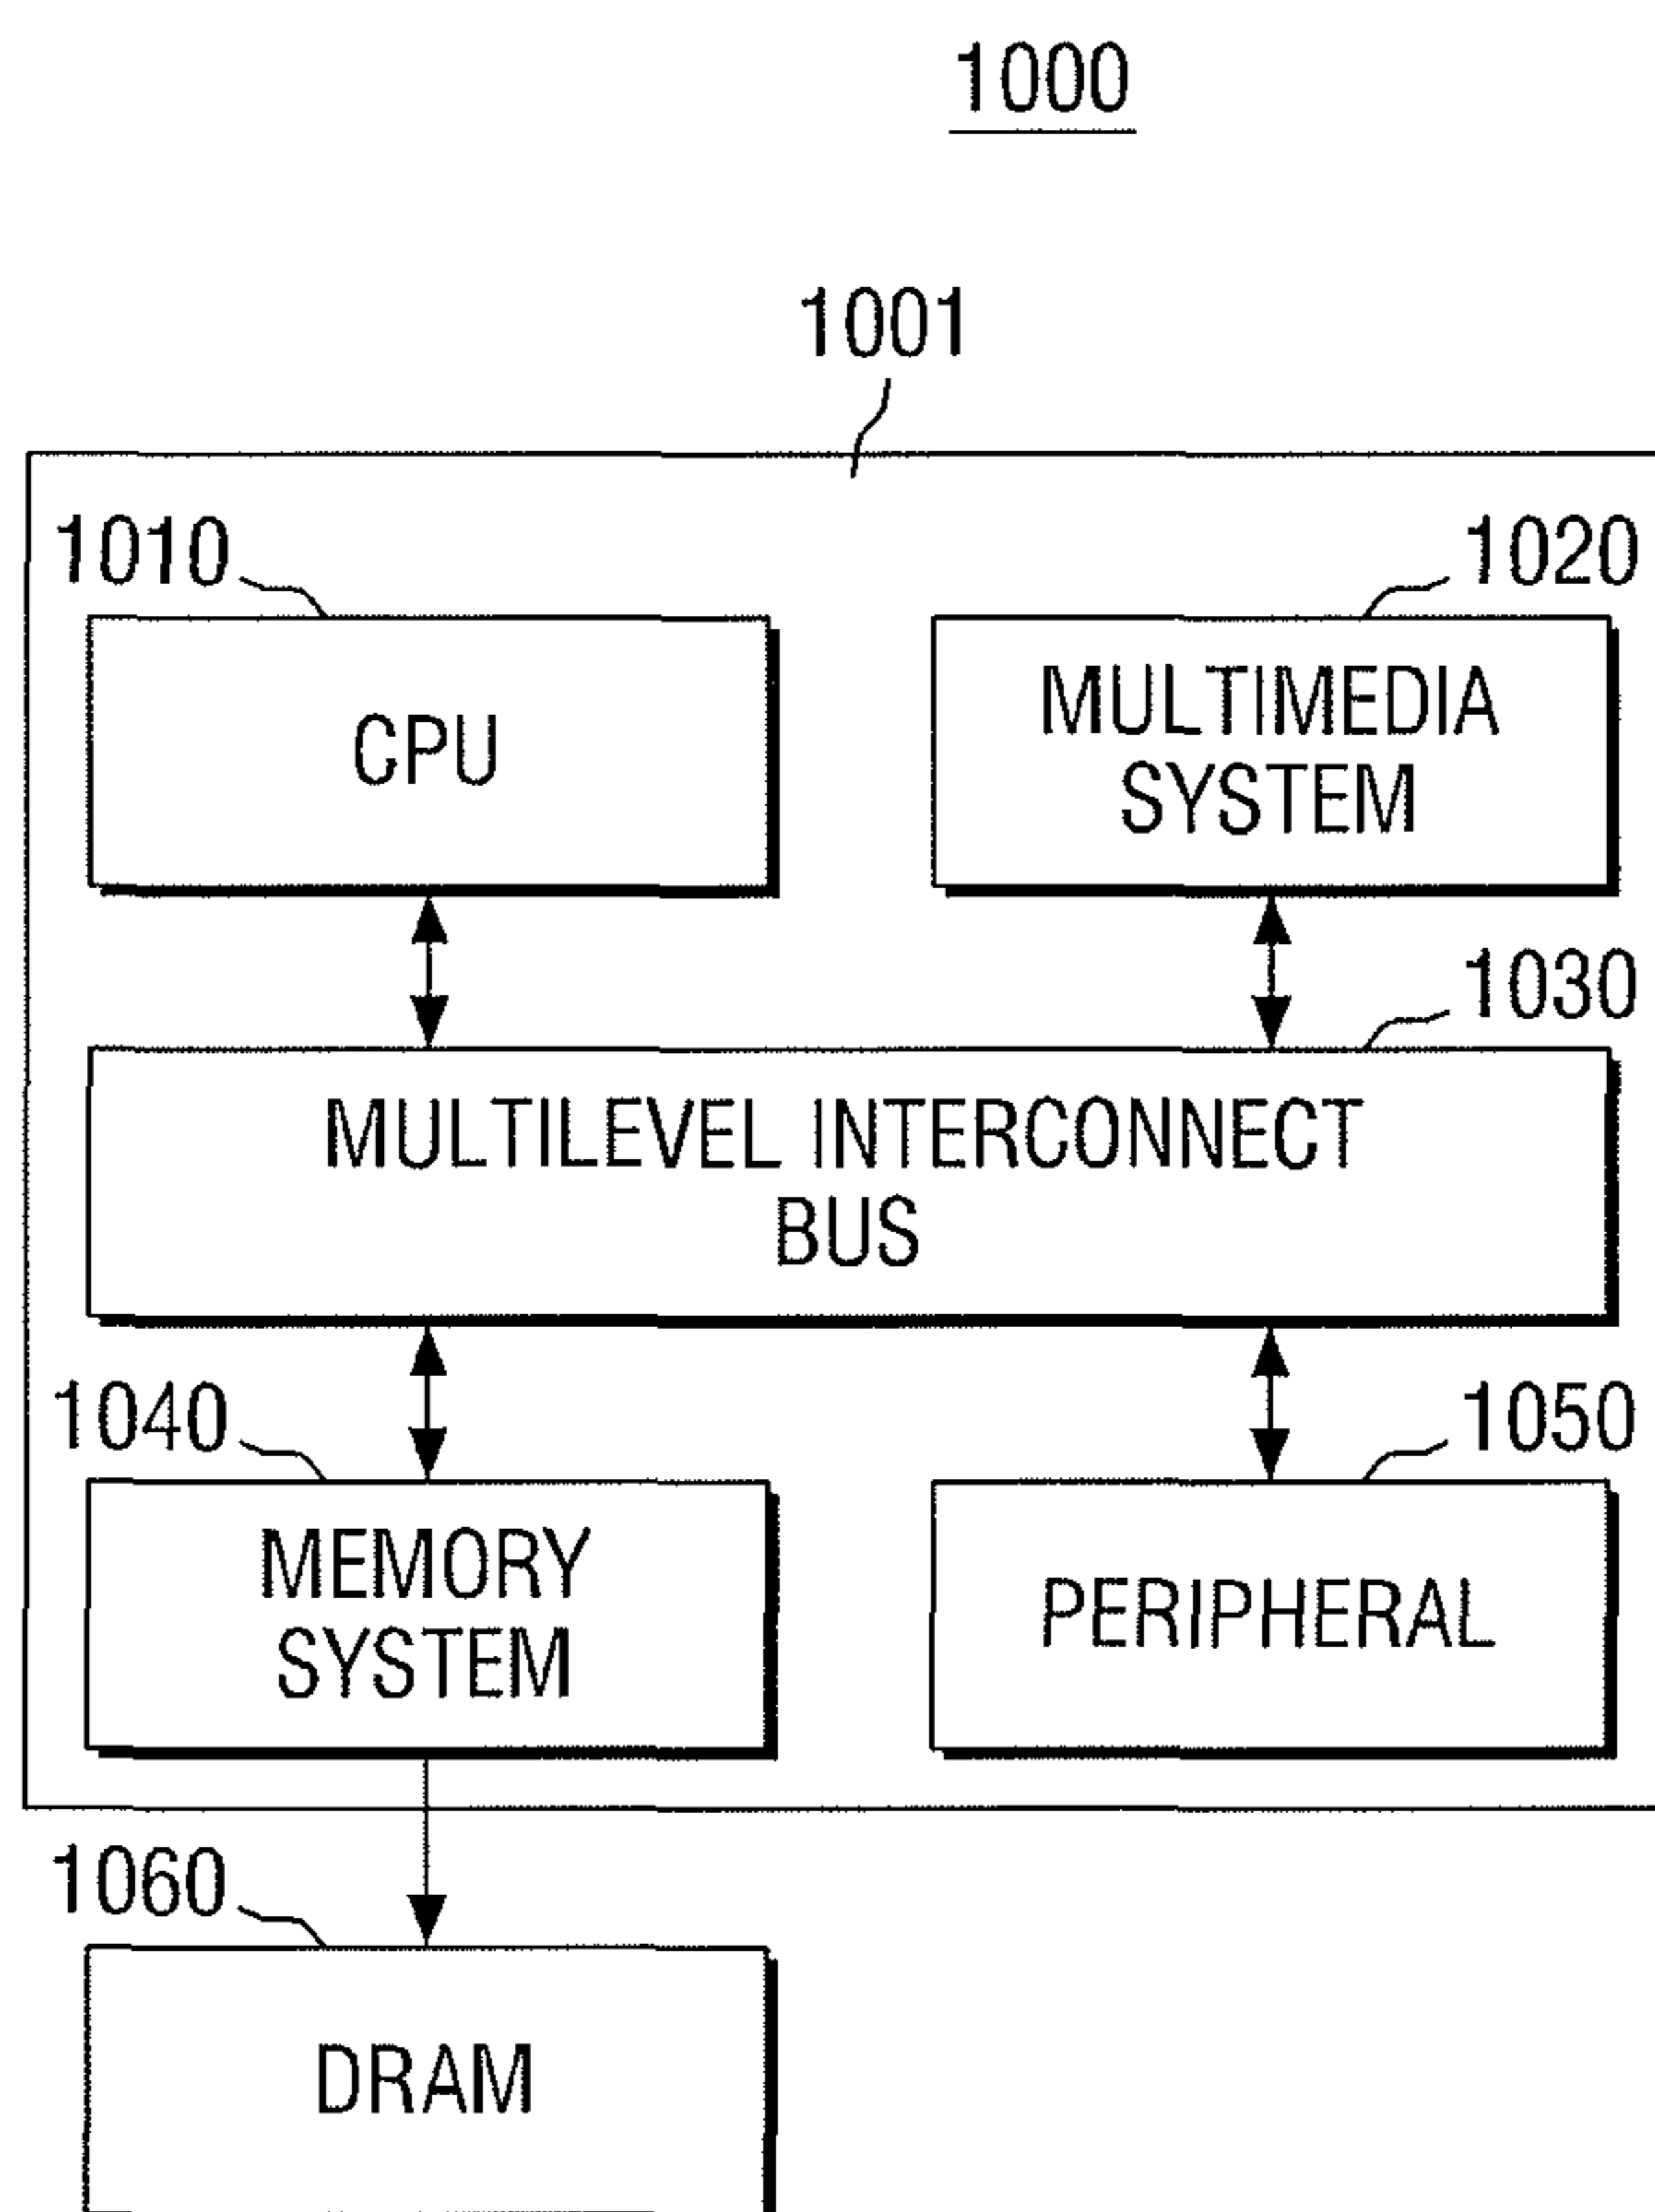 1000
1001
1010
1020
CPU
MULTIMEDIA
SYSTEM
1030
MULTILEVEL INTERCONNECT
BUS
1040
1050
MEMORY
SYSTEM
PERIPHERAL
1060
DRAM